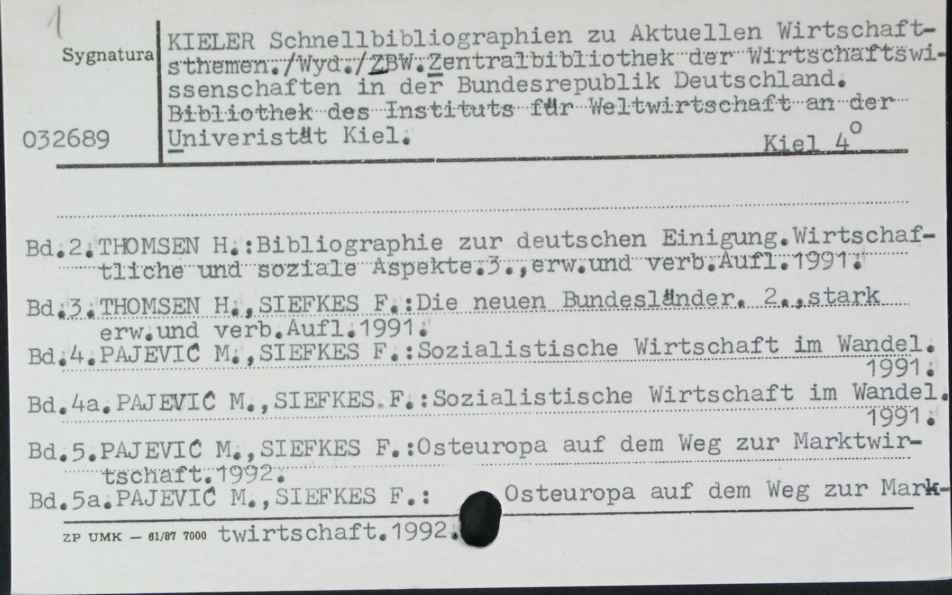 1
Sygnatura
032689
KIELER Schnellbibliographien zu Aktuellen Wirtschaft-
sthemen./Wyd./ZBW.Zentralbibliothek der Wirtschaftswi-
ssenschaften in der Bundesrepublik Deutschland.
Bibliothek des Instituts für Weltwirtschaft an der
Univeristät Kiel.
Kiel 4°
Bd.2.THOMSEN H.:Bibliographie zur deutschen Einigung.Wirtschaf-
tliche und soziale Aspekte.3.,erw.und verb.Aufl.1991.
Bd.3.THOMSEN H.,SIEFKES F.:Die neuen Bundesländer. 2.,stark
erw.und verb.Aufl.1991.
Bd.4.PAJEVIĆ M.,SIEFKES F.:Sozialistische Wirtschaft im Wandel.
1991.
Bd.4a.PAJEVIĆ M.,SIEFKES F.:Sozialistische Wirtschaft im Wandel.
1991.
Bd.5.PAJEVIĆ M.,SIEFKES F.:Osteuropa auf dem Weg zur Marktwir-
tschaft.1992.
Bd.5a.PAJEVIĆ M.,SIEFKES F.: Osteuropa auf dem Weg zur Mark-
twirtschaft.1992.
ZP UMK — 61/87 7000